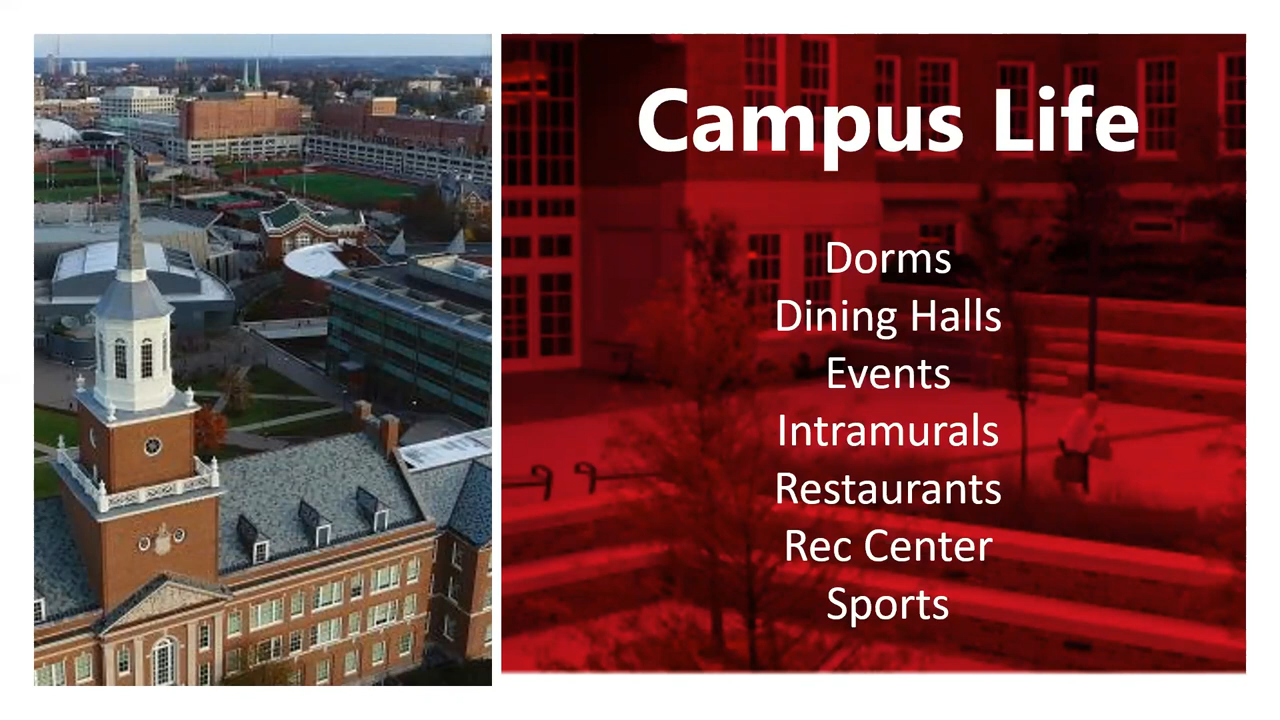 Campus Life
Dorms
Dining Halls
Events
Intramurals
Restaurants
Rec Center
Sports